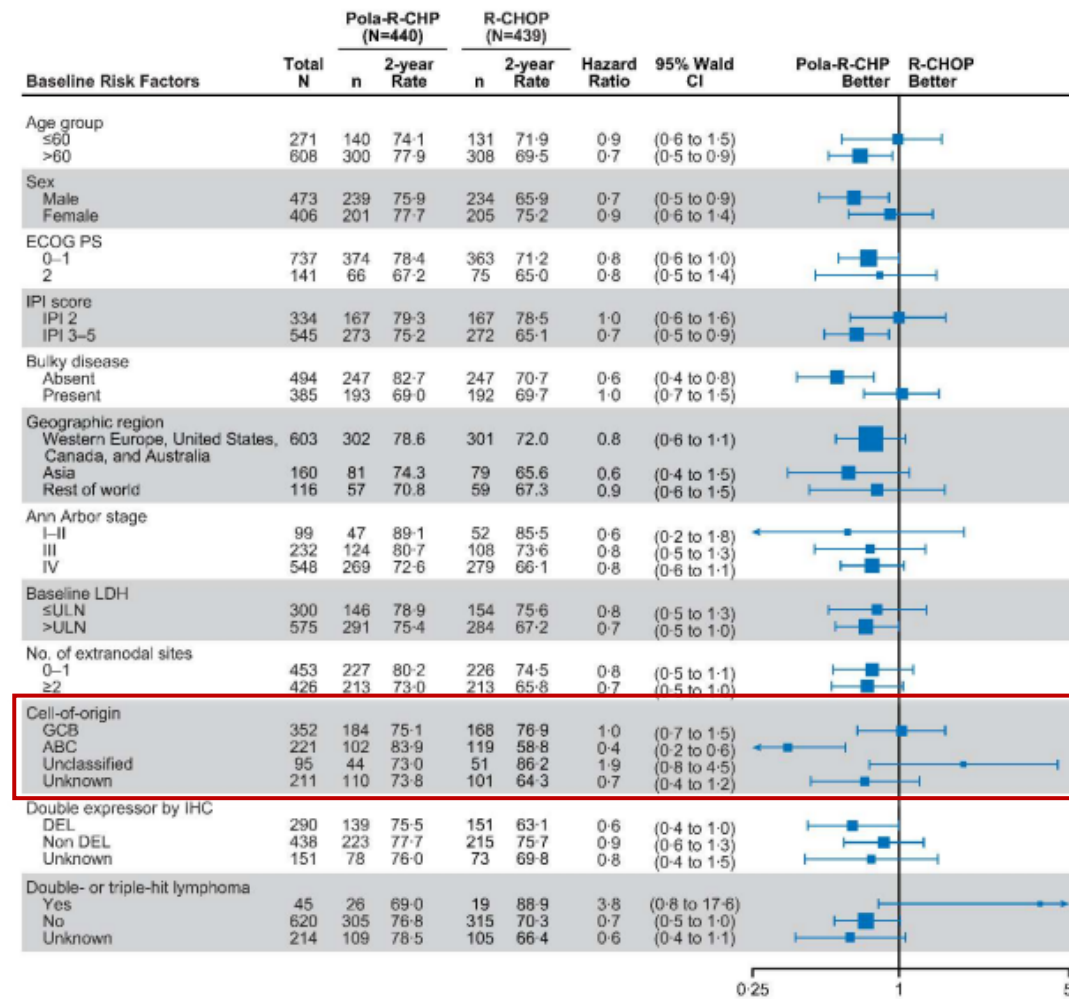 Pola-R-CHP (N=440) R-CHOP (N=439)
Baseline Risk Factors Total N n 2-year Rate n 2-year Rate Hazard Ratio 95% Wald CI Pola-R-CHP Better R-CHOP Better
Age group
≤60 271 140 74·1 131 71·9 0·9 (0·6 to 1·5)
>60 608 300 77·9 308 69·5 0·7 (0·5 to 0·9)
Sex
Male 473 239 75·9 234 65·9 0·7 (0·5 to 0·9)
Female 406 201 77·7 205 75·2 0·9 (0·6 to 1·4)
ECOG PS
0–1 737 374 78·4 363 71·2 0·8 (0·6 to 1·0)
2 141 66 67·2 75 65·0 0·8 (0·5 to 1·4)
IPI score
IPI 2 334 167 79·3 167 78·5 1·0 (0·6 to 1·6)
IPI 3–5 545 273 75·2 272 65·1 0·7 (0·5 to 0·9)
Bulky disease
Absent 494 247 82·7 247 70·7 0·6 (0·4 to 0·8)
Present 385 193 69·0 192 69·7 1·0 (0·7 to 1·5)
Geographic region
Western Europe, United States, 603 302 78·6 301 72·0 0·8 (0·6 to 1·1)
Canada, and Australia
Asia 160 81 74·3 79 65·6 0·6 (0·4 to 1·5)
Rest of world 116 57 70·8 59 67·3 0·9 (0·6 to 1·5)
Ann Arbor stage
I–II 99 47 89·1 52 85·5 0·6 (0·2 to 1·8)
III 232 124 80·7 108 73·6 0·8 (0·5 to 1·3)
IV 548 269 72·6 279 66·1 0·8 (0·6 to 1·1)
Baseline LDH
≤ULN 300 146 78·9 154 75·6 0·8 (0·5 to 1·3)
>ULN 575 291 75·4 284 67·2 0·7 (0·5 to 1·0)
No. of extranodal sites
0–1 453 227 80·2 226 74·5 0·8 (0·5 to 1·1)
≥2 426 213 73·0 213 65·8 0·7 (0·5 to 1·0)
Cell-of-origin
GCB 352 184 75·1 168 76·9 1·0 (0·7 to 1·5)
ABC 221 102 83·9 119 58·8 0·4 (0·2 to 0·6)
Unclassified 95 44 73·0 51 86·2 1·9 (0·8 to 4·5)
Unknown 211 110 73·8 101 64·3 0·7 (0·4 to 1·2)
Double expressor by IHC
DEL 290 139 75·5 151 63·1 0·6 (0·4 to 1·0)
Non DEL 438 223 77·7 215 75·7 0·9 (0·6 to 1·3)
Unknown 151 78 76·0 73 69·8 0·8 (0·4 to 1·5)
Double- or triple-hit lymphoma
Yes 45 26 69·0 19 88·9 3·8 (0·8 to 17·6)
No 620 305 76·8 315 70·3 0·7 (0·5 to 1·0)
Unknown 214 109 78·5 105 66·4 0·6 (0·4 to 1·1)
0·25 1 5